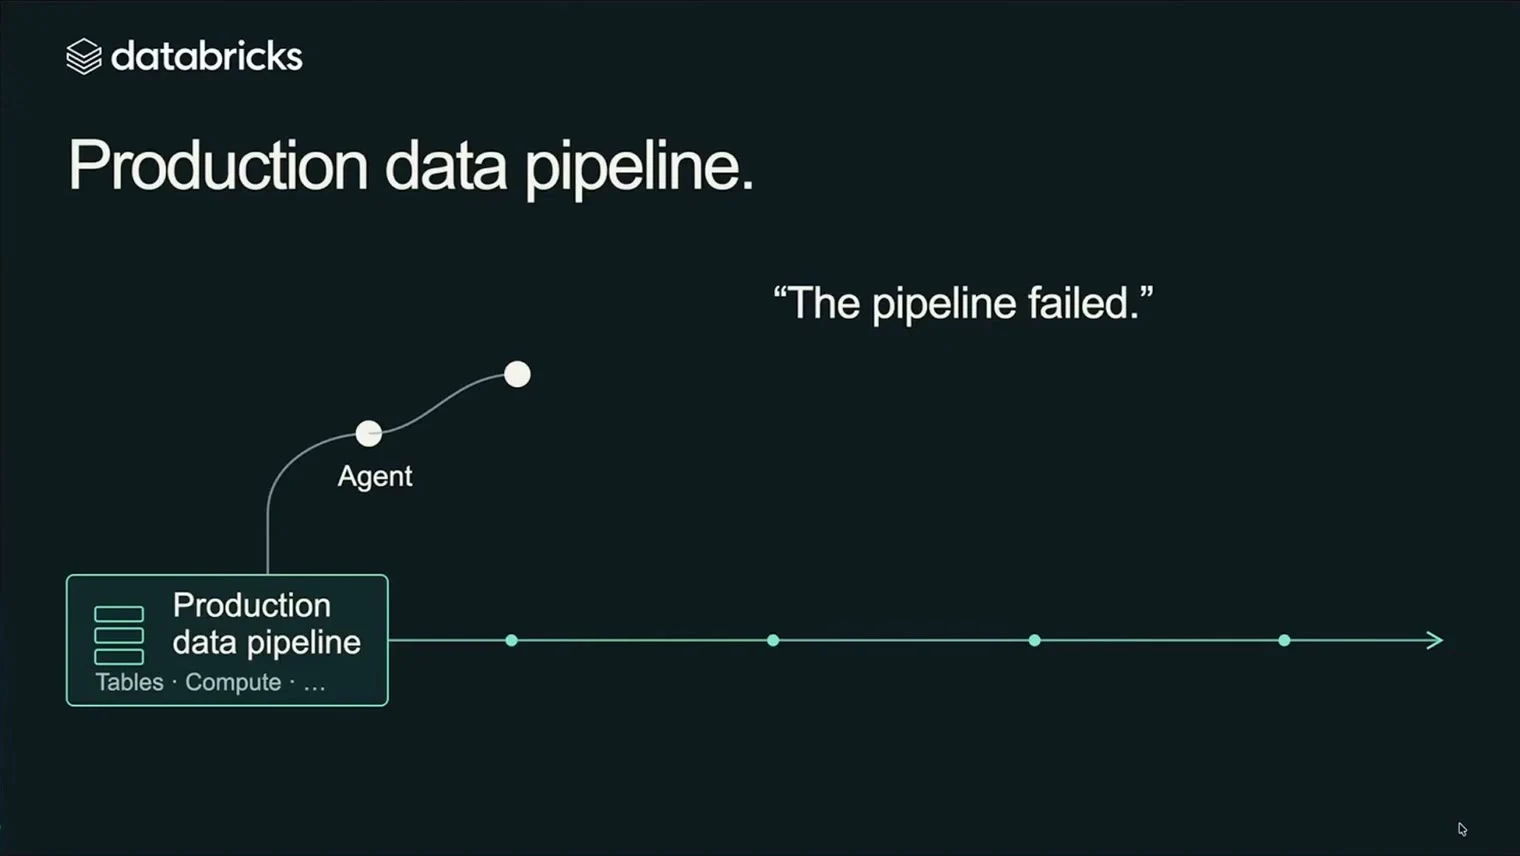 databricks
Production data pipeline.
“The pipeline failed.”
Agent
Production
data pipeline
Tables · Compute · ...